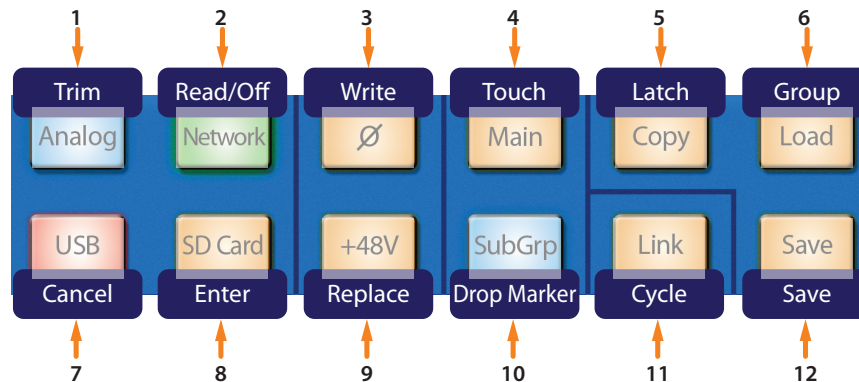 1 2 3 4 5 6
Trim Read/Off Write Touch Latch Group
Analog Network Ø Main Copy Load
USB SD Card +48V SubGrp Link Save
Cancel Enter Replace Drop Marker Cycle Save
7 8 9 10 11 12